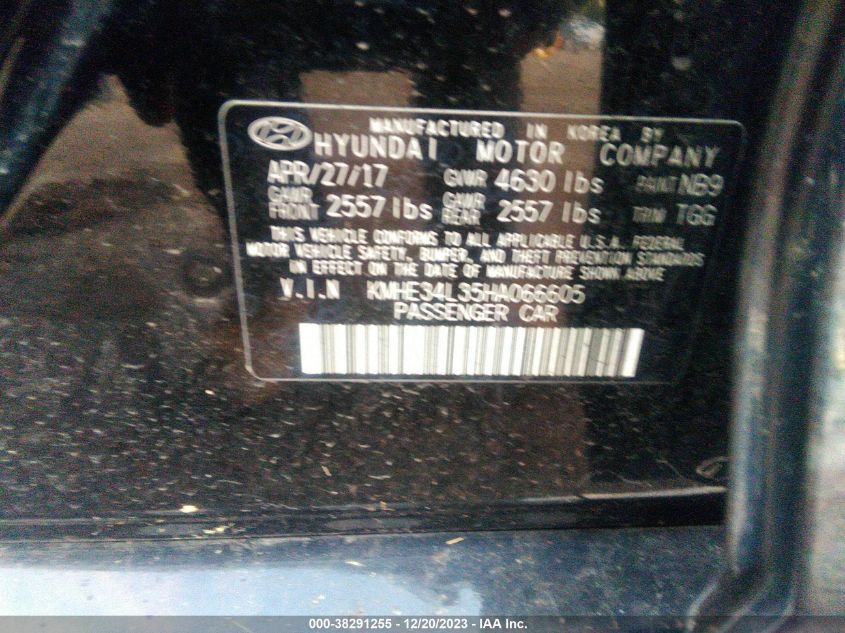 MANUFACTURED IN KOREA BY
HYUNDAI MOTOR COMPANY
APR/27/17 GVWR 4630 lbs PAINT NB9
GAWR FRONT 2557 lbs GAWR REAR 2557 lbs TRIM TGG
THIS VEHICLE CONFORMS TO ALL APPLICABLE U.S.A. FEDERAL
MOTOR VEHICLE SAFETY, BUMPER, AND THEFT PREVENTION STANDARDS
IN EFFECT ON THE DATE OF MANUFACTURE SHOWN ABOVE
V.I.N KMHE34L35HA066605
PASSENGER CAR
000-38291255 - 12/20/2023 - IAA Inc.